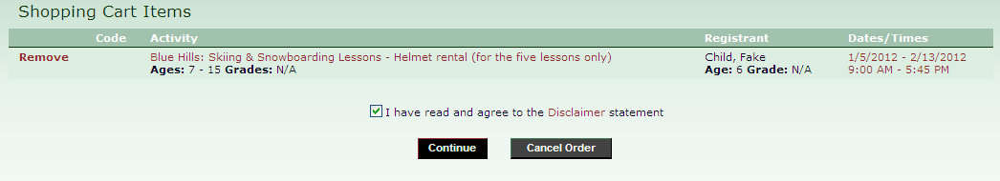 Shopping Cart Items
Code Activity Registrant Dates/Times
Remove Blue Hills: Skiing & Snowboarding Lessons - Helmet rental (for the five lessons only) Child, Fake 1/5/2012 - 2/13/2012
Ages: 7 - 15 Grades: N/A Age: 6 Grade: N/A 9:00 AM - 5:45 PM
I have read and agree to the Disclaimer statement
Continue Cancel Order